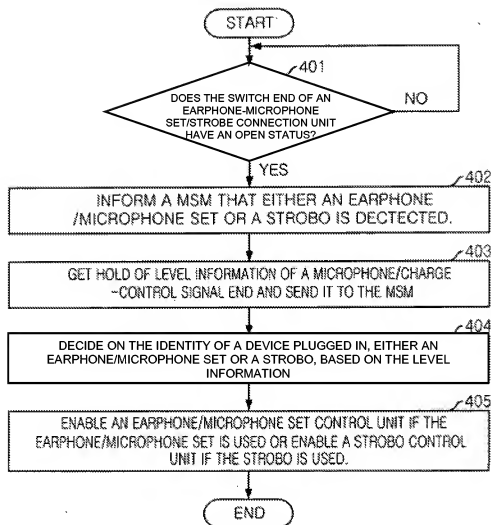 START
401
DOES THE SWITCH END OF AN
EARPHONE-MICROPHONE
SET/STROBE CONNECTION UNIT
HAVE AN OPEN STATUS?
NO
YES
402
INFORM A MSM THAT EITHER AN EARPHONE
/MICROPHONE SET OR A STROBO IS DECTECTED.
403
GET HOLD OF LEVEL INFORMATION OF A MICROPHONE/CHARGE
-CONTROL SIGNAL END AND SEND IT TO THE MSM
404
DECIDE ON THE IDENTITY OF A DEVICE PLUGGED IN, EITHER AN
EARPHONE/MICROPHONE SET OR A STROBO, BASED ON THE LEVEL
INFORMATION
405
ENABLE AN EARPHONE/MICROPHONE SET CONTROL UNIT IF THE
EARPHONE/MICROPHONE SET IS USED OR ENABLE A STROBO CONTROL
UNIT IF THE STROBO IS USED.
END